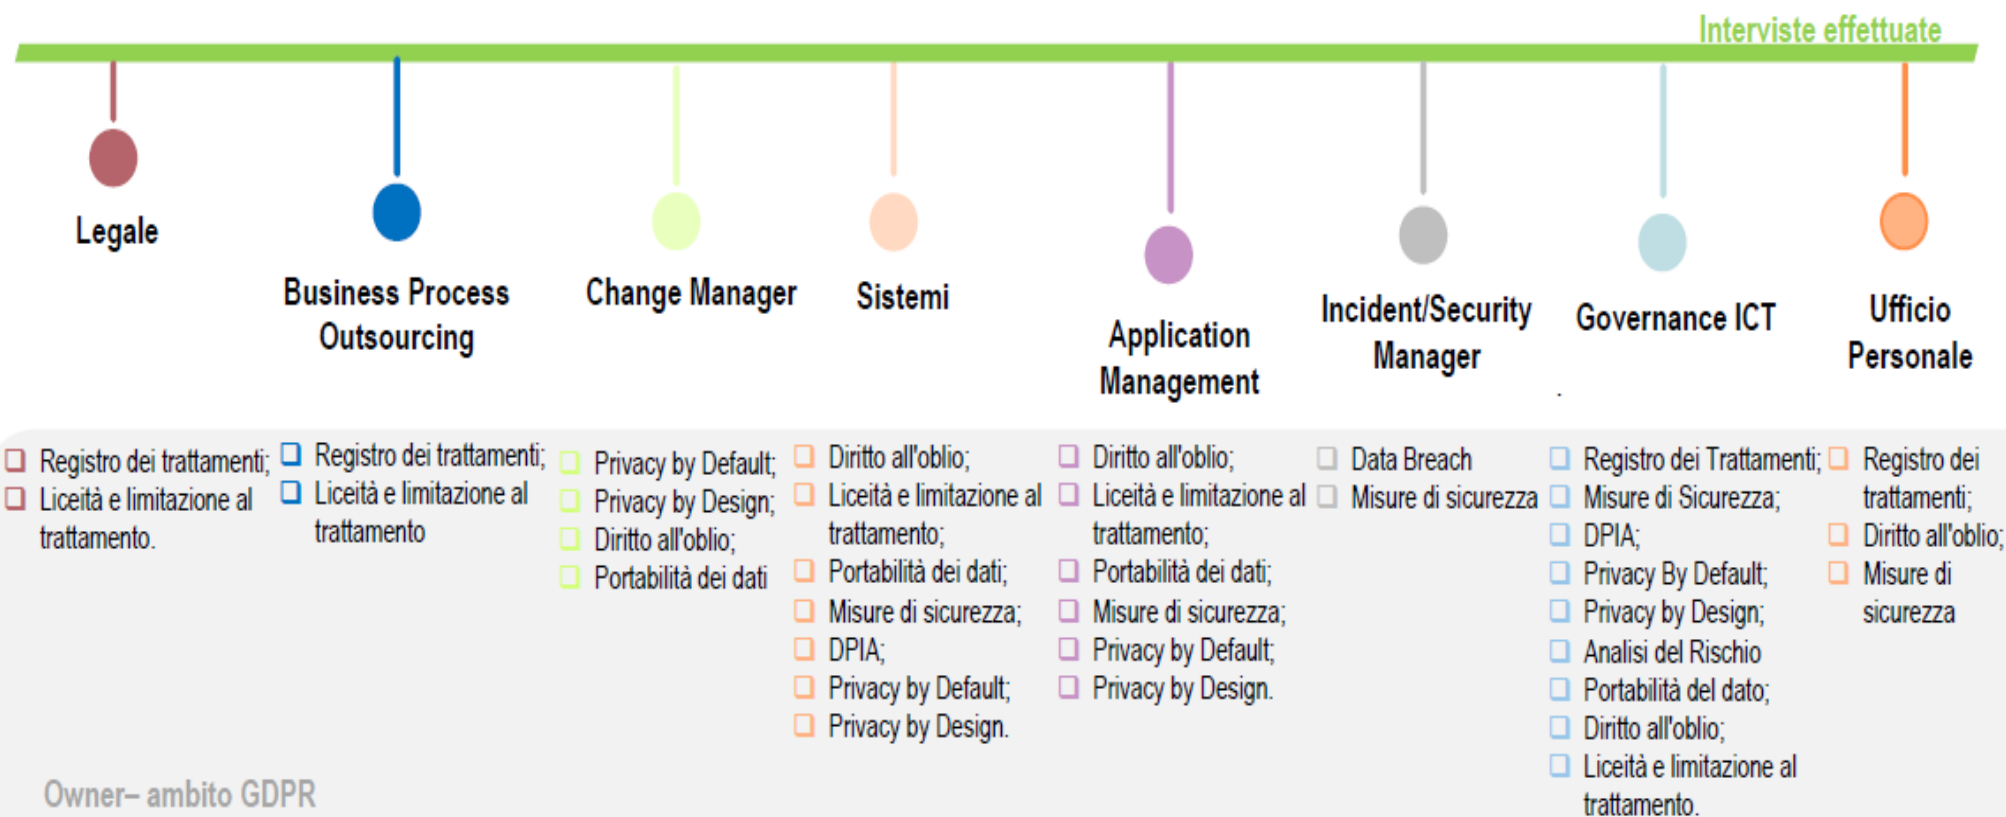 Interviste effettuate
Legale
Business Process
Outsourcing
Change Manager
Sistemi
Application
Management
Incident/Security
Manager
Governance ICT
Ufficio
Personale
Registro dei trattamenti;
Liceità e limitazione al
trattamento.
Registro dei trattamenti;
Liceità e limitazione al
trattamento
Privacy by Default;
Privacy by Design;
Diritto all'oblio;
Portabilità dei dati
Diritto all'oblio;
Liceità e limitazione al
trattamento;
Portabilità dei dati;
Misure di sicurezza;
DPIA;
Privacy by Default;
Privacy by Design.
Diritto all'oblio;
Liceità e limitazione al
trattamento;
Portabilità dei dati;
Misure di sicurezza;
Privacy by Default;
Privacy by Design.
Data Breach
Misure di sicurezza
Registro dei Trattamenti;
Misure di Sicurezza;
DPIA;
Privacy By Default;
Privacy by Design;
Analisi del Rischio
Portabilità del dato;
Diritto all'oblio;
Liceità e limitazione al
trattamento.
Registro dei
trattamenti;
Diritto all'oblio;
Misure di
sicurezza
Owner– ambito GDPR